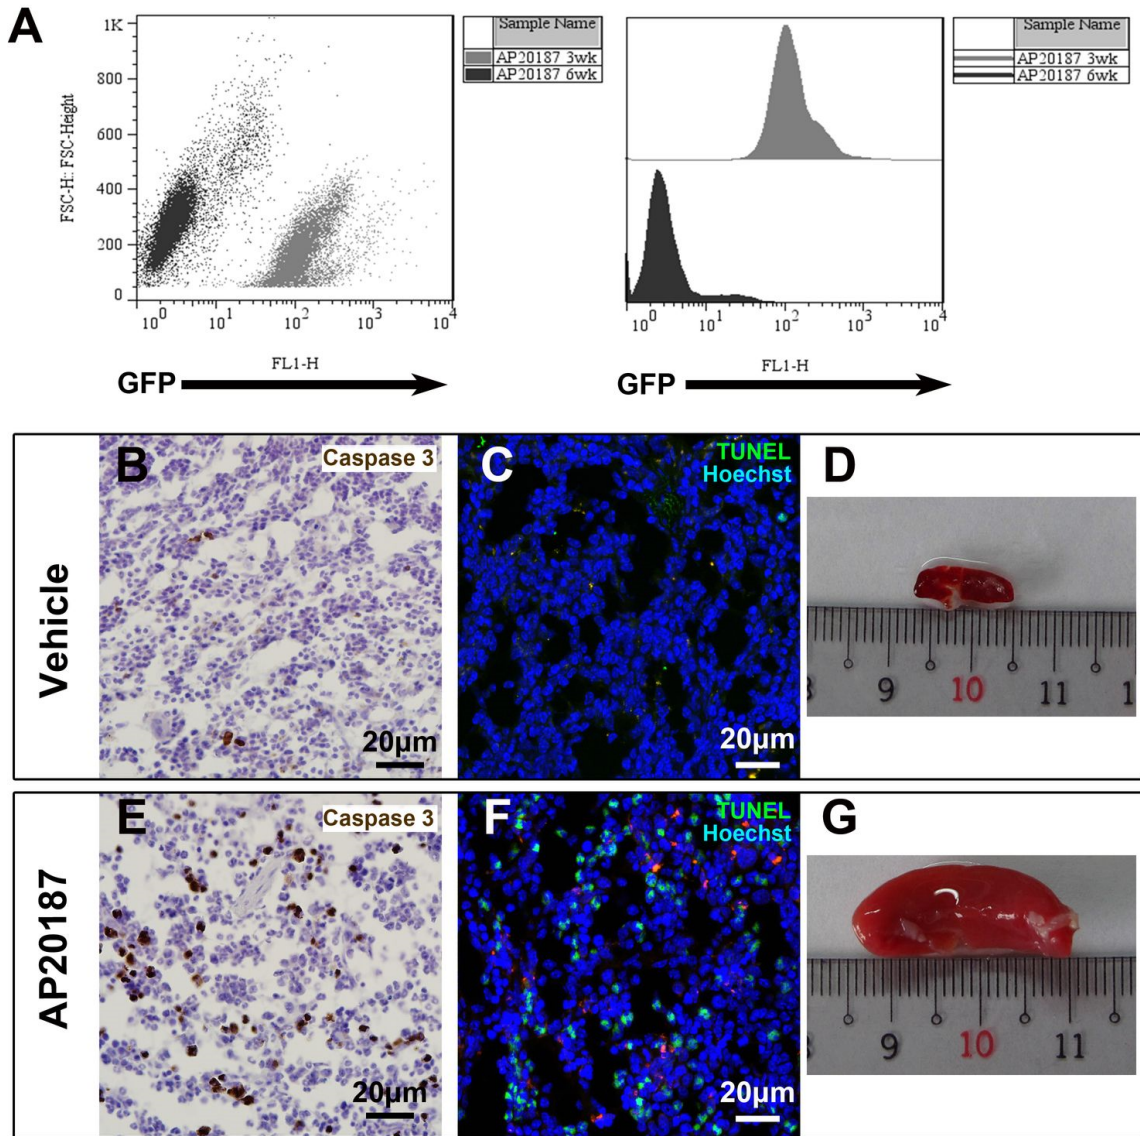 A
Sample Name
AP20187 3wk
AP20187 6wk
1K
800
600
400
200
0
FSC-H:: FSC-Height
10^0 10^1 10^2 10^3 10^4
FL1-H
GFP
Sample Name
AP20187 3wk
AP20187 6wk
10^0 10^1 10^2 10^3 10^4
FL1-H
GFP
Vehicle
B
Caspase 3
20µm
C
TUNEL
Hoechst
20µm
D
9 10 11
AP20187
E
Caspase 3
20µm
F
TUNEL
Hoechst
20µm
G
9 10 11